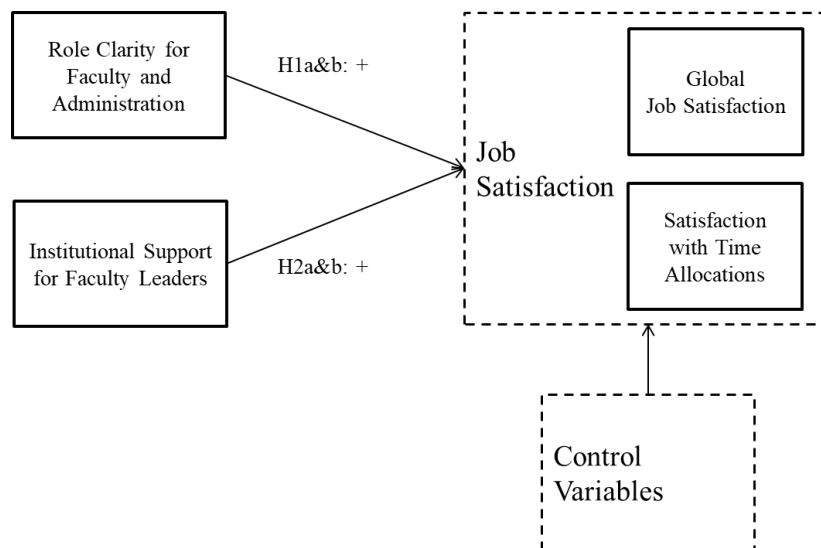 Role Clarity for
Faculty and
Administration
H1a&b: +
Global
Job Satisfaction
Job
Satisfaction
Institutional Support
for Faculty Leaders
H2a&b: +
Satisfaction
with Time
Allocations
Control
Variables